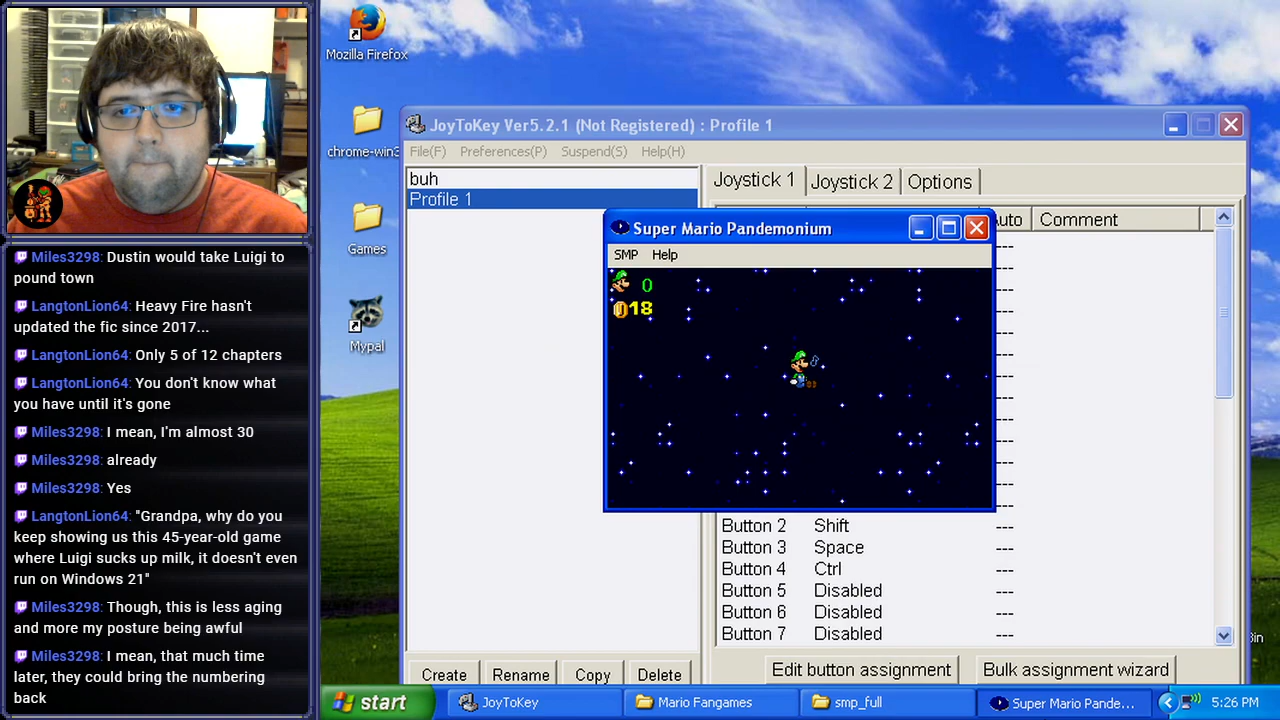 Miles3298: Dustin would take Luigi to
pound town
LangtonLion64: Heavy Fire hasn't
updated the fic since 2017...
LangtonLion64: Only 5 of 12 chapters
LangtonLion64: You don't know what
you have until it's gone
Miles3298: I mean, I'm almost 30
Miles3298: already
Miles3298: Yes
LangtonLion64: "Grandpa, why do you
keep showing us this 45-year-old game
where Luigi sucks up milk, it doesn't even
run on Windows 21"
Miles3298: Though, this is less aging
and more my posture being awful
Miles3298: I mean, that much time
later, they could bring the numbering
back
Mozilla Firefox
chrome-win3
Games
Mypal
JoyToKey Ver5.2.1 (Not Registered) : Profile 1
File(F) Preferences(P) Suspend(S) Help(H)
buh
Profile 1
Joystick 1 Joystick 2 Options
Auto Comment
Super Mario Pandemonium
SMP Help
0
18
---
---
---
---
---
---
---
---
---
---
---
---
---
Button 2 Shift ---
Button 3 Space ---
Button 4 Ctrl ---
Button 5 Disabled ---
Button 6 Disabled ---
Button 7 Disabled ---
Create Rename Copy Delete
Edit button assignment Bulk assignment wizard
Bin
start JoyToKey Mario Fangames smp_full Super Mario Pande... 5:26 PM